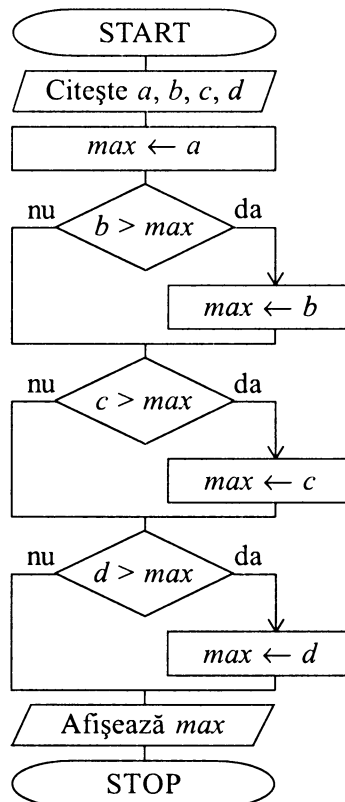 START
Citeşte a, b, c, d
max ← a
nu da
b > max
max ← b
nu da
c > max
max ← c
nu da
d > max
max ← d
Afişează max
STOP